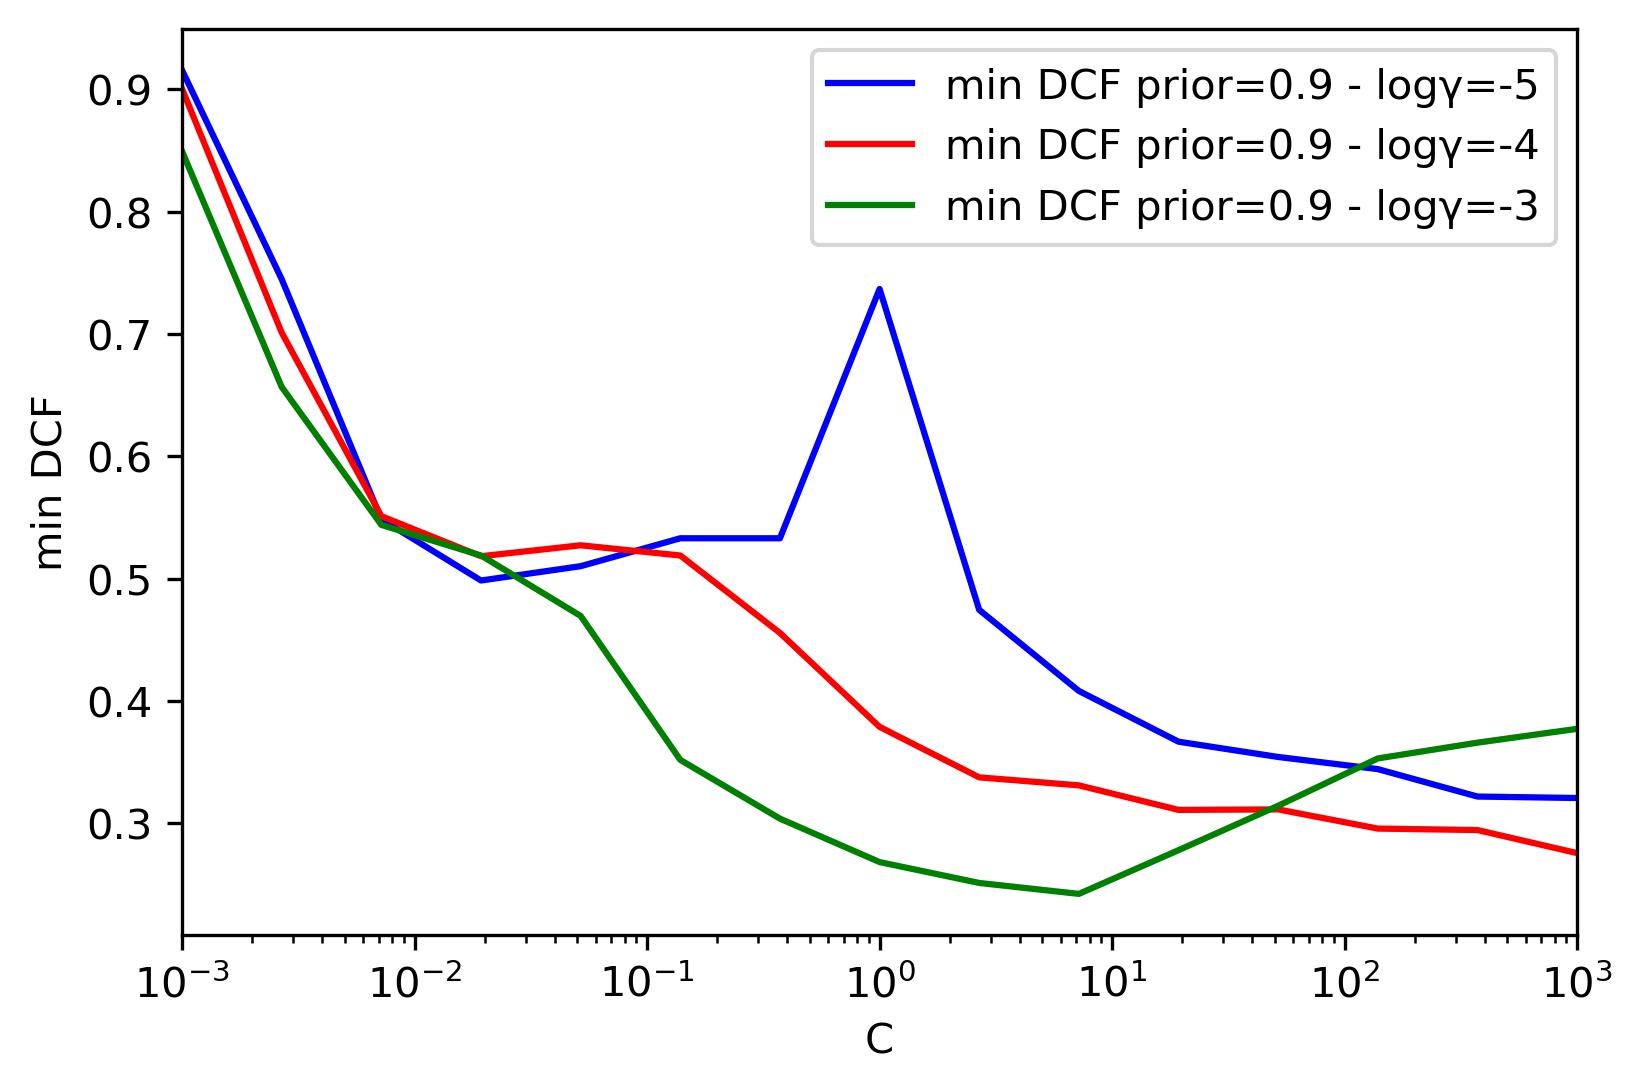 min DCF prior=0.9 - logγ=-5
min DCF prior=0.9 - logγ=-4
min DCF prior=0.9 - logγ=-3
0.9
0.8
0.7
0.6
0.5
0.4
0.3
min DCF
10⁻³ 10⁻² 10⁻¹ 10⁰ 10¹ 10² 10³
C